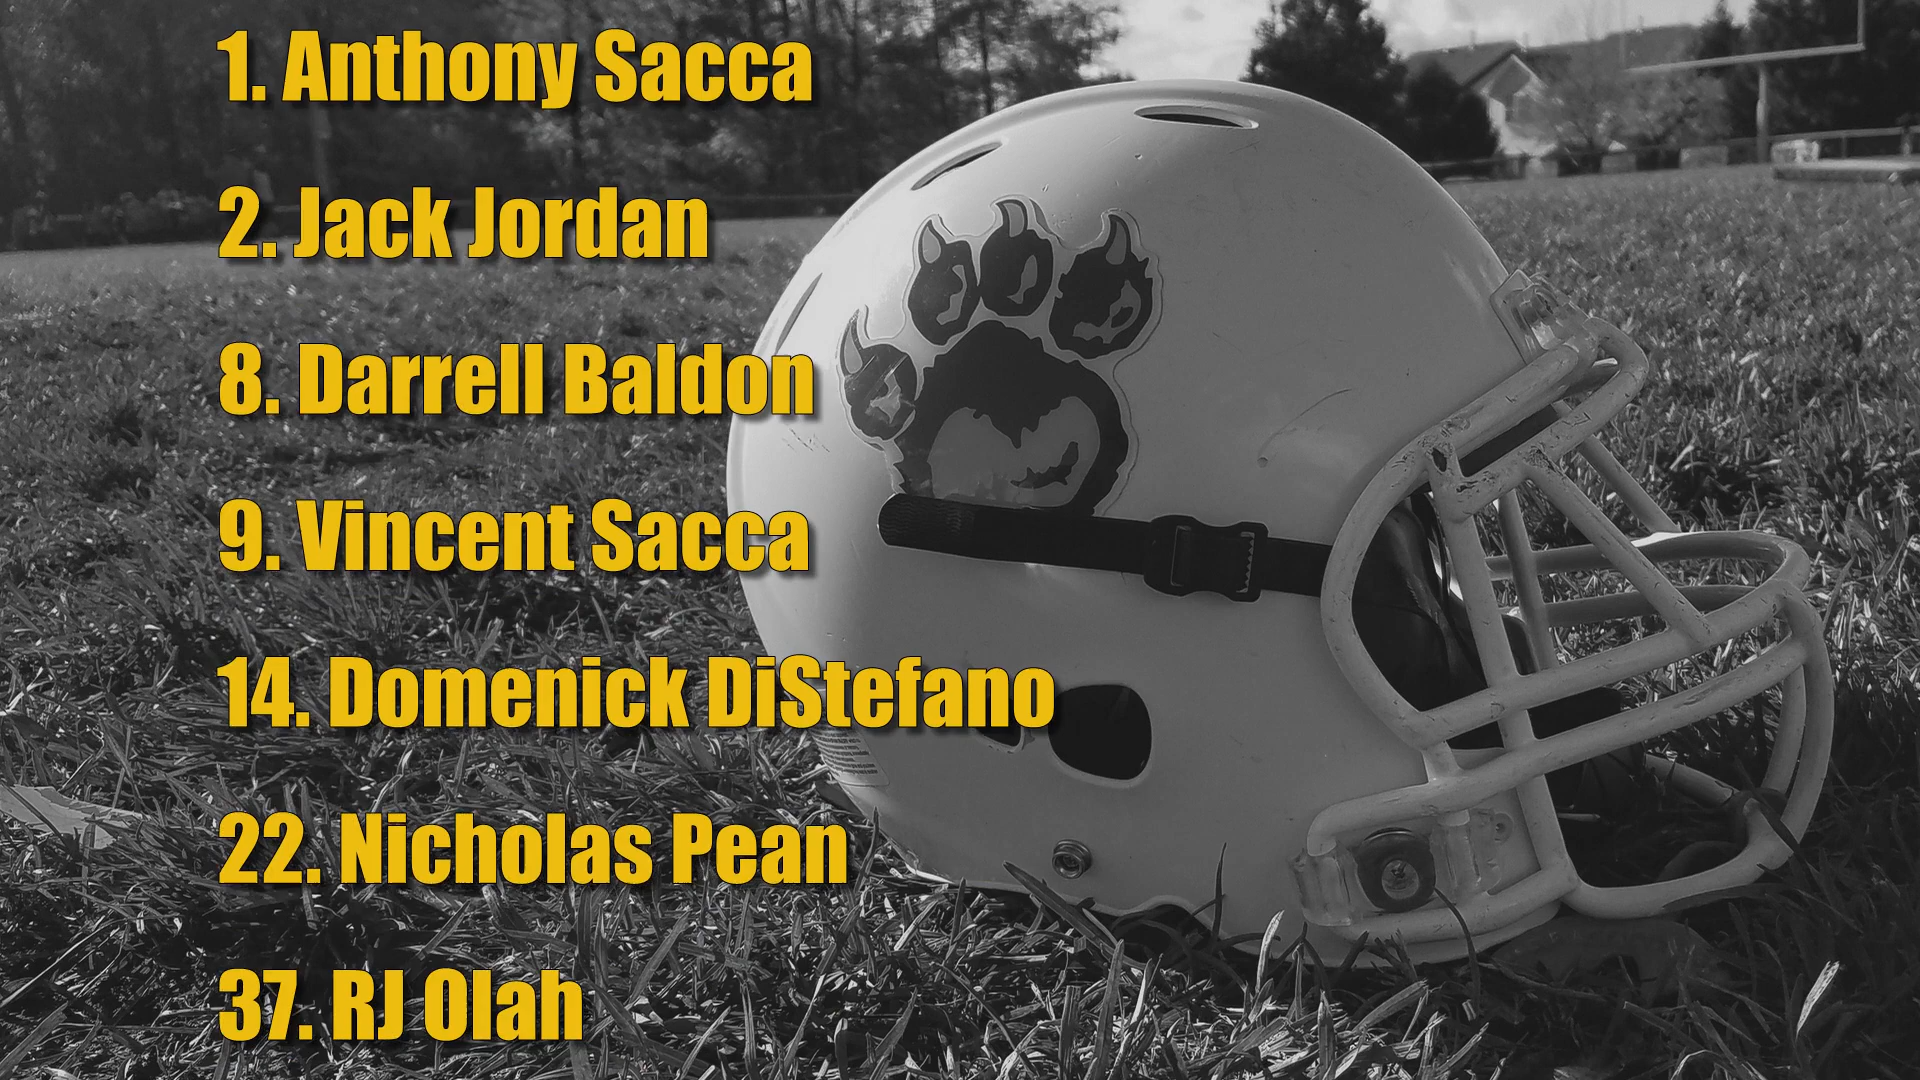 1. Anthony Sacca
2. Jack Jordan
8. Darrell Baldon
9. Vincent Sacca
14. Domenick DiStefano
22. Nicholas Pean
37. RJ Olah